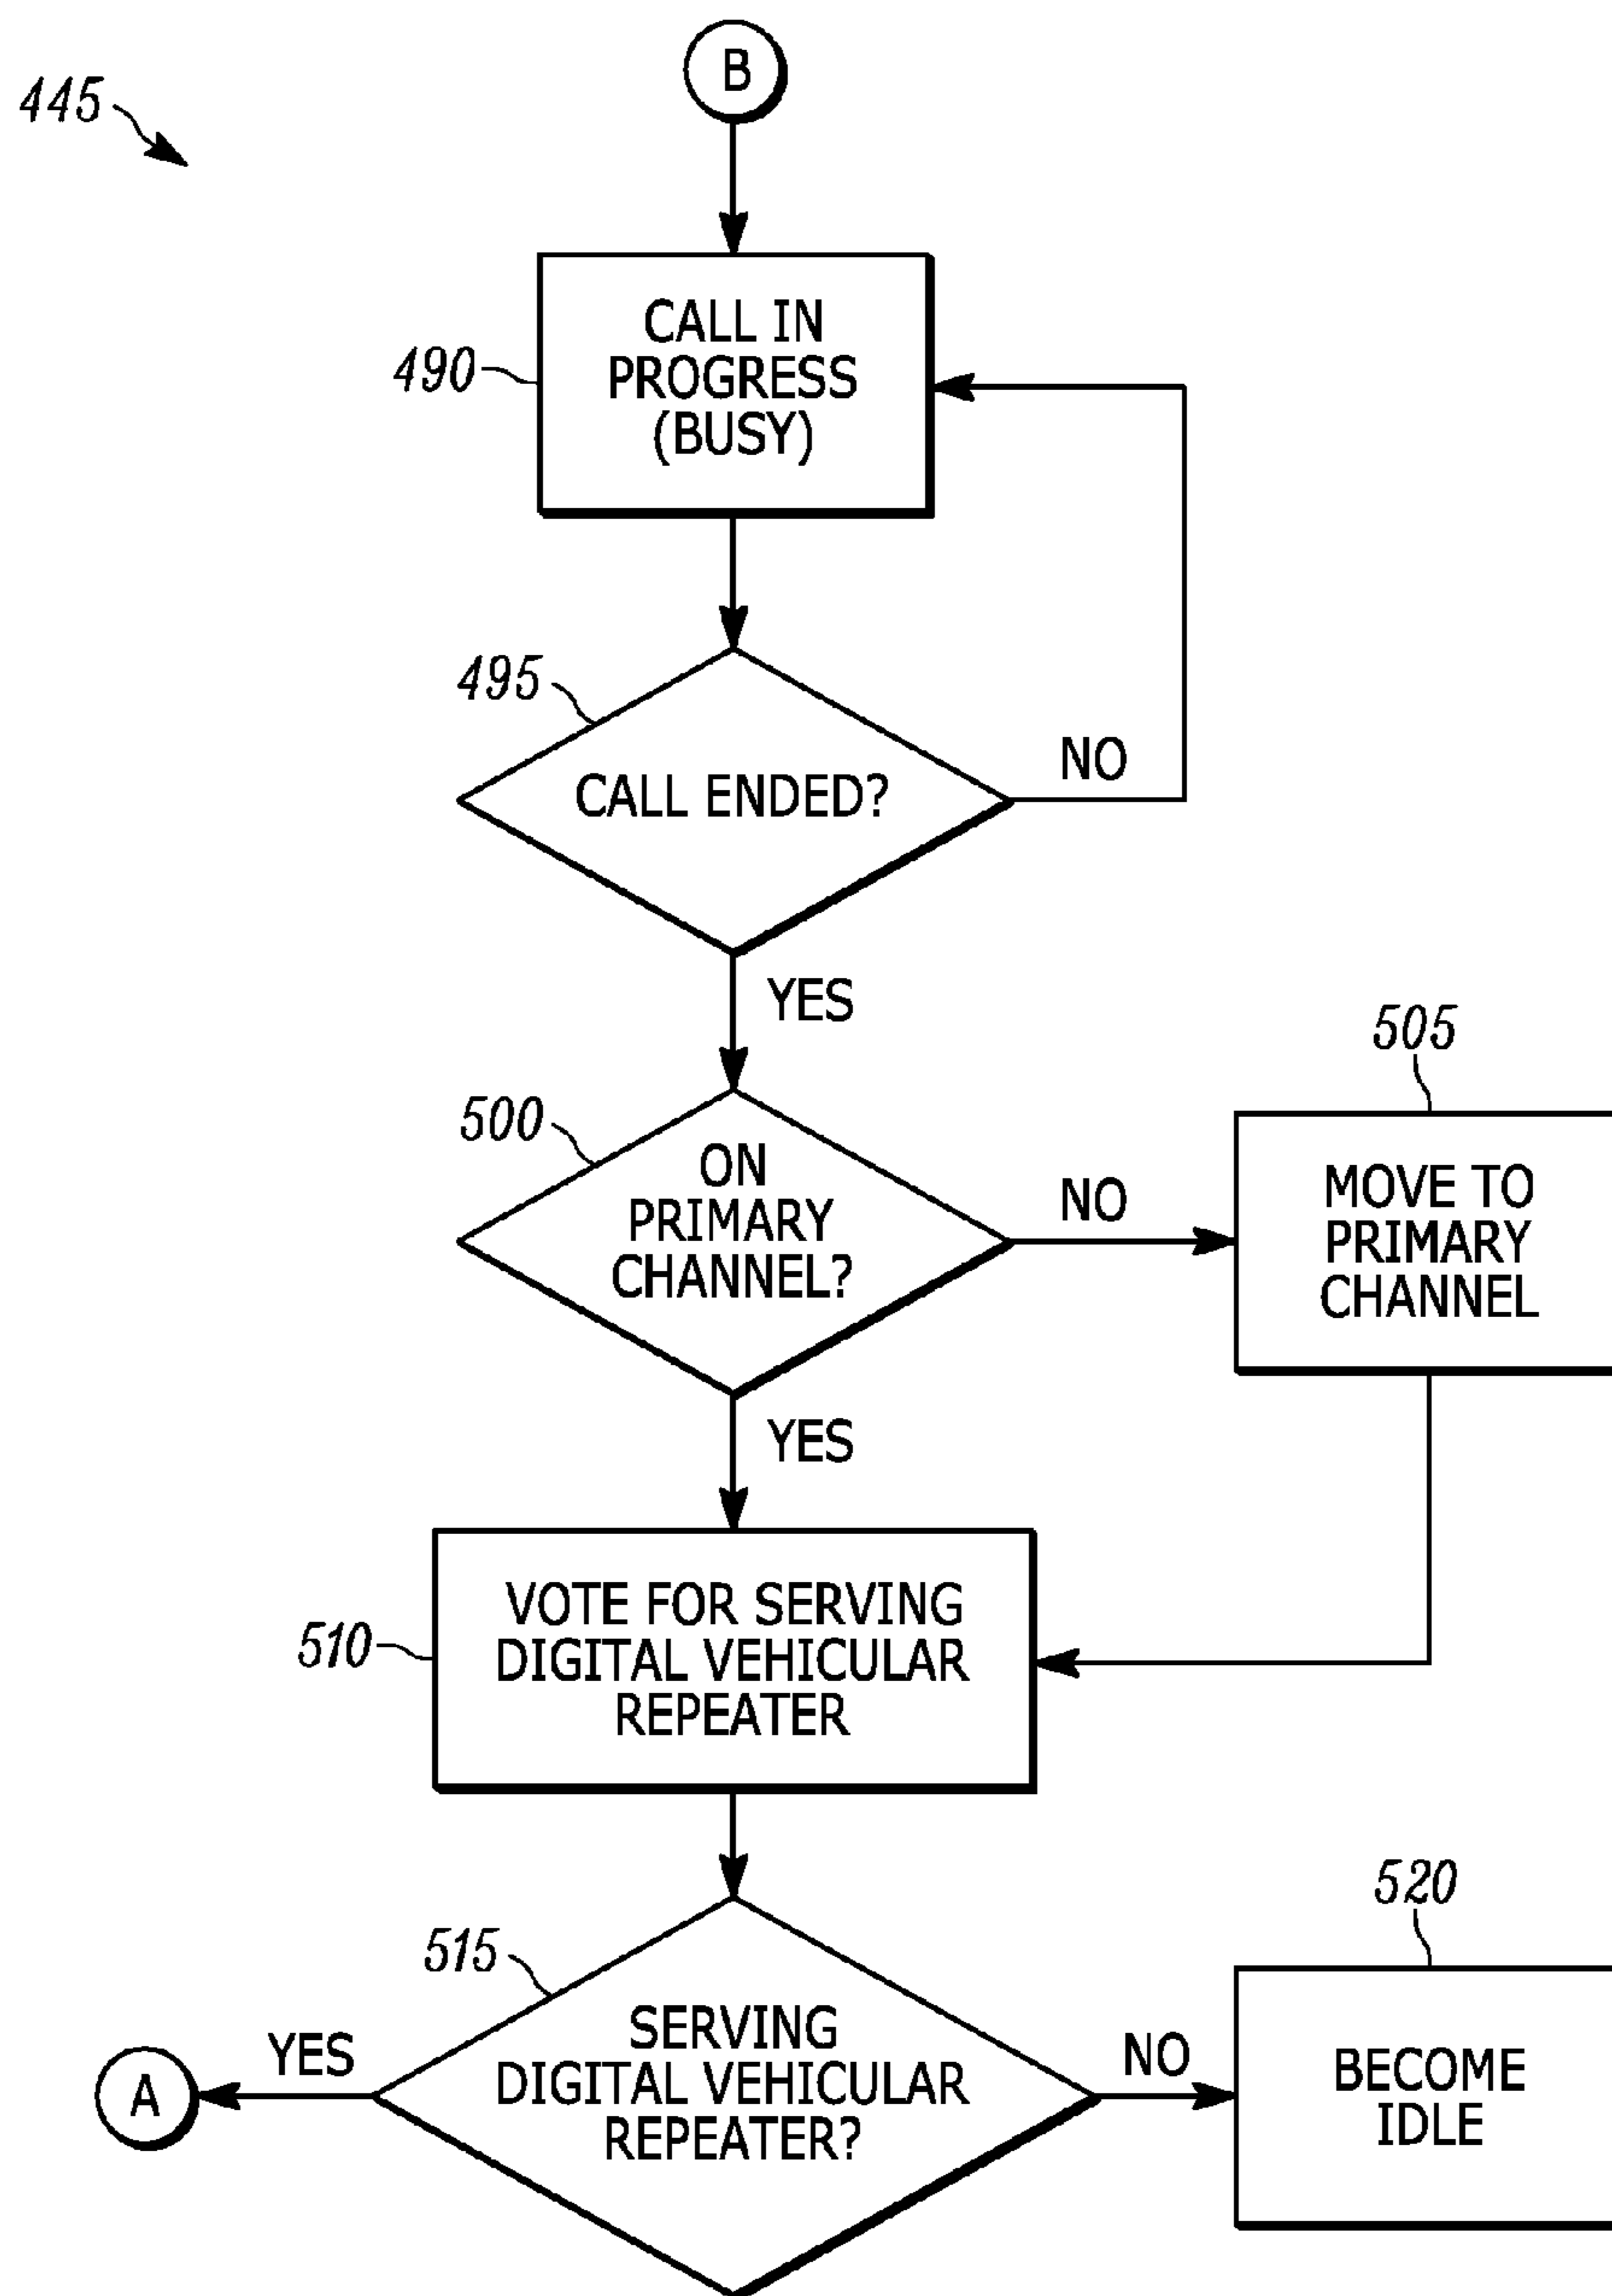 B
445
CALL IN
PROGRESS
(BUSY)
490
495
CALL ENDED?
NO
YES
505
500
ON
PRIMARY
CHANNEL?
NO
MOVE TO
PRIMARY
CHANNEL
YES
510
VOTE FOR SERVING
DIGITAL VEHICULAR
REPEATER
520
515
SERVING
DIGITAL VEHICULAR
REPEATER?
YES
A
NO
BECOME
IDLE